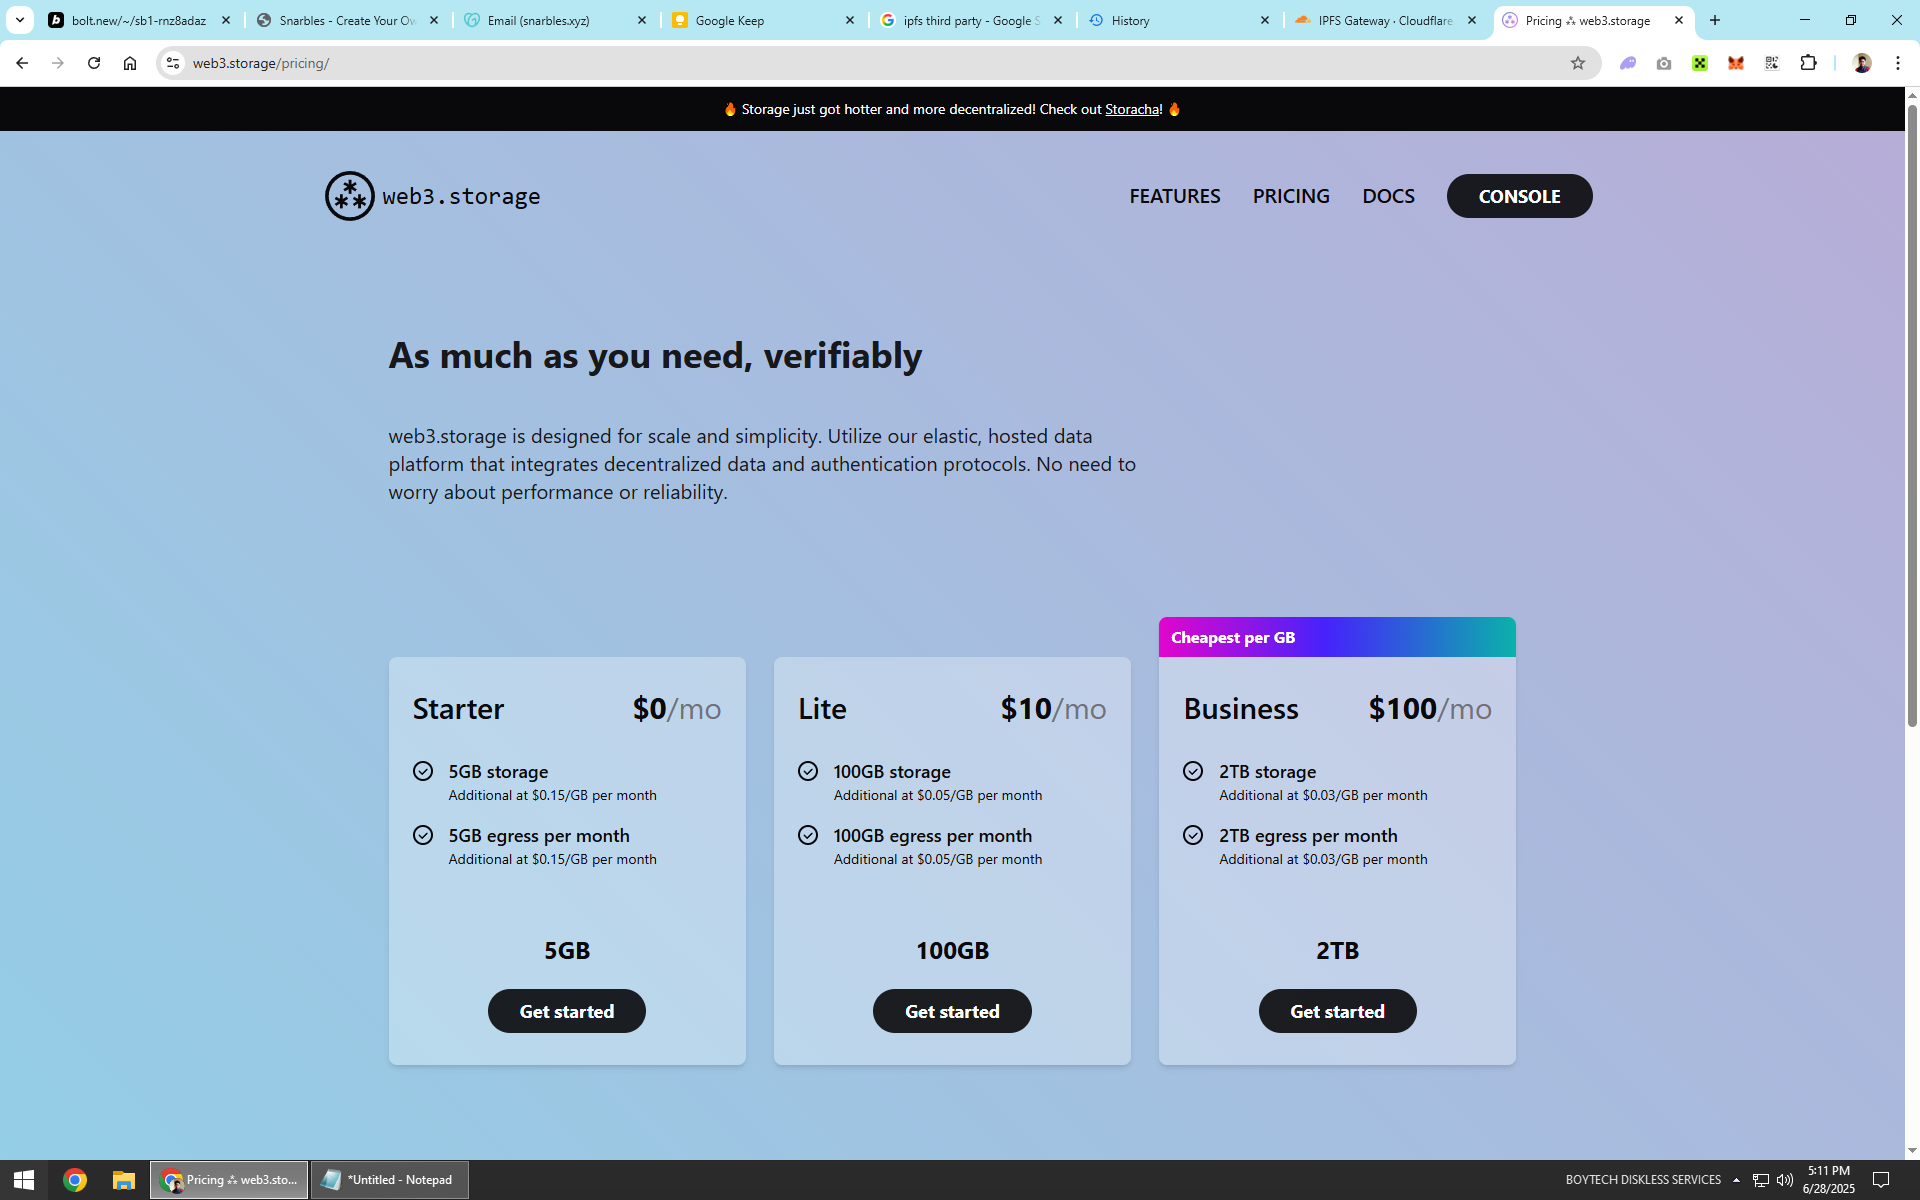 bolt.new/~/sb1-rnz8adaz
Snarbles - Create Your Ow
Email (snarbles.xyz)
Google Keep
ipfs third party - Google S
History
IPFS Gateway · Cloudflare
Pricing ⁂ web3.storage
web3.storage/pricing/
🔥 Storage just got hotter and more decentralized! Check out Storacha! 🔥
web3.storage
FEATURES
PRICING
DOCS
CONSOLE
As much as you need, verifiably
web3.storage is designed for scale and simplicity. Utilize our elastic, hosted data
platform that integrates decentralized data and authentication protocols. No need to
worry about performance or reliability.
Cheapest per GB
Starter $0/mo
5GB storage
Additional at $0.15/GB per month
5GB egress per month
Additional at $0.15/GB per month
5GB
Get started
Lite $10/mo
100GB storage
Additional at $0.05/GB per month
100GB egress per month
Additional at $0.05/GB per month
100GB
Get started
Business $100/mo
2TB storage
Additional at $0.03/GB per month
2TB egress per month
Additional at $0.03/GB per month
2TB
Get started
Pricing ⁂ web3.sto...
*Untitled - Notepad
BOYTECH DISKLESS SERVICES
5:11 PM
6/28/2025